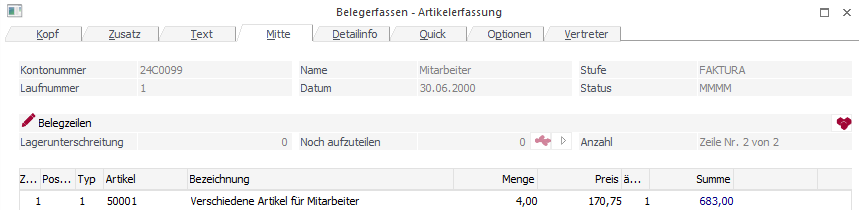 Belegerfassen - Artikelerfassung
Kopf Zusatz Text Mitte Detailinfo Quick Optionen Vertreter
Kontonummer 24C0099 Name Mitarbeiter Stufe FAKTURA
Laufnummer 1 Datum 30.06.2000 Status MMMM
Belegzeilen
Lagerunterschreitung 0 Noch aufzuteilen 0 Anzahl Zeile Nr. 2 von 2
Z... Pos... Typ Artikel Bezeichnung Menge Preis ä... Summe
1 1 50001 Verschiedene Artikel für Mitarbeiter 4,00 170,75 1 683,00